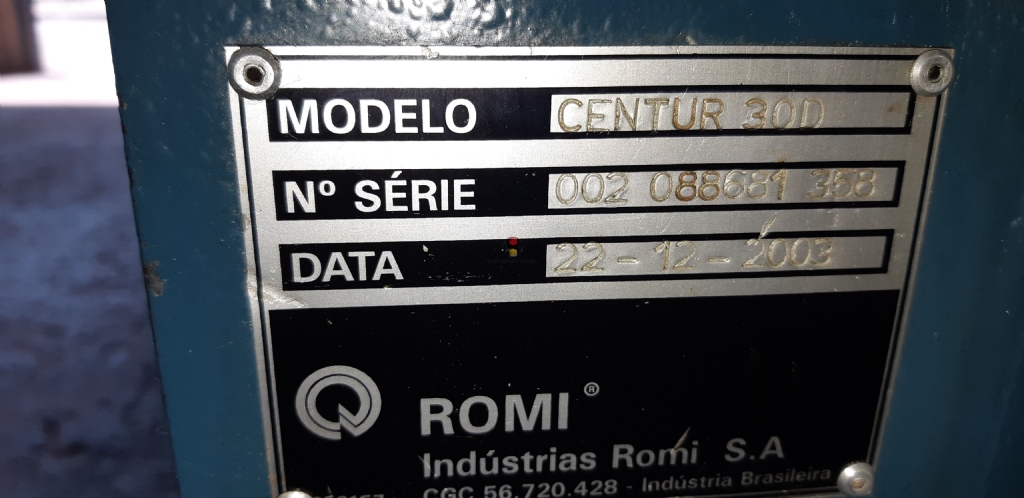 MODELO CENTUR 30D
Nº SÉRIE 002 088681 358
DATA 22-12-2003
ROMI ®
Indústrias Romi S.A
CGC 56.720.428 - Indústria Brasileira